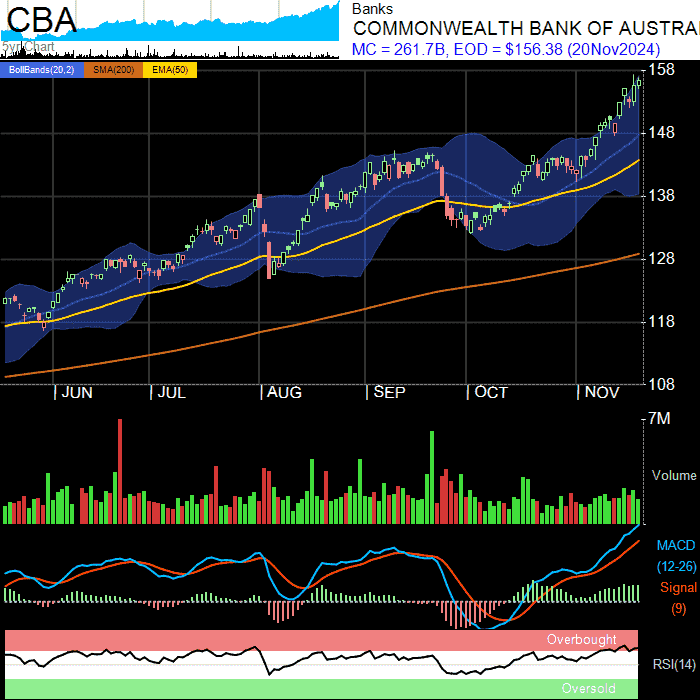 CBA
5yr Chart
Banks
COMMONWEALTH BANK OF AUSTRA
MC = 261.7B, EOD = $156.38 (20Nov2024)
BollBands(20,2) SMA(200) EMA(50)
158
148
138
128
118
108
JUN JUL AUG SEP OCT NOV
7M
Volume
MACD
(12-26)
Signal
(9)
Overbought
RSI(14)
Oversold